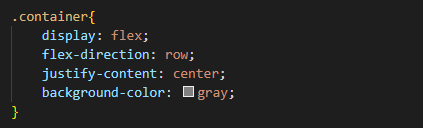 .container{
    display: flex;
    flex-direction: row;
    justify-content: center;
    background-color: gray;
}